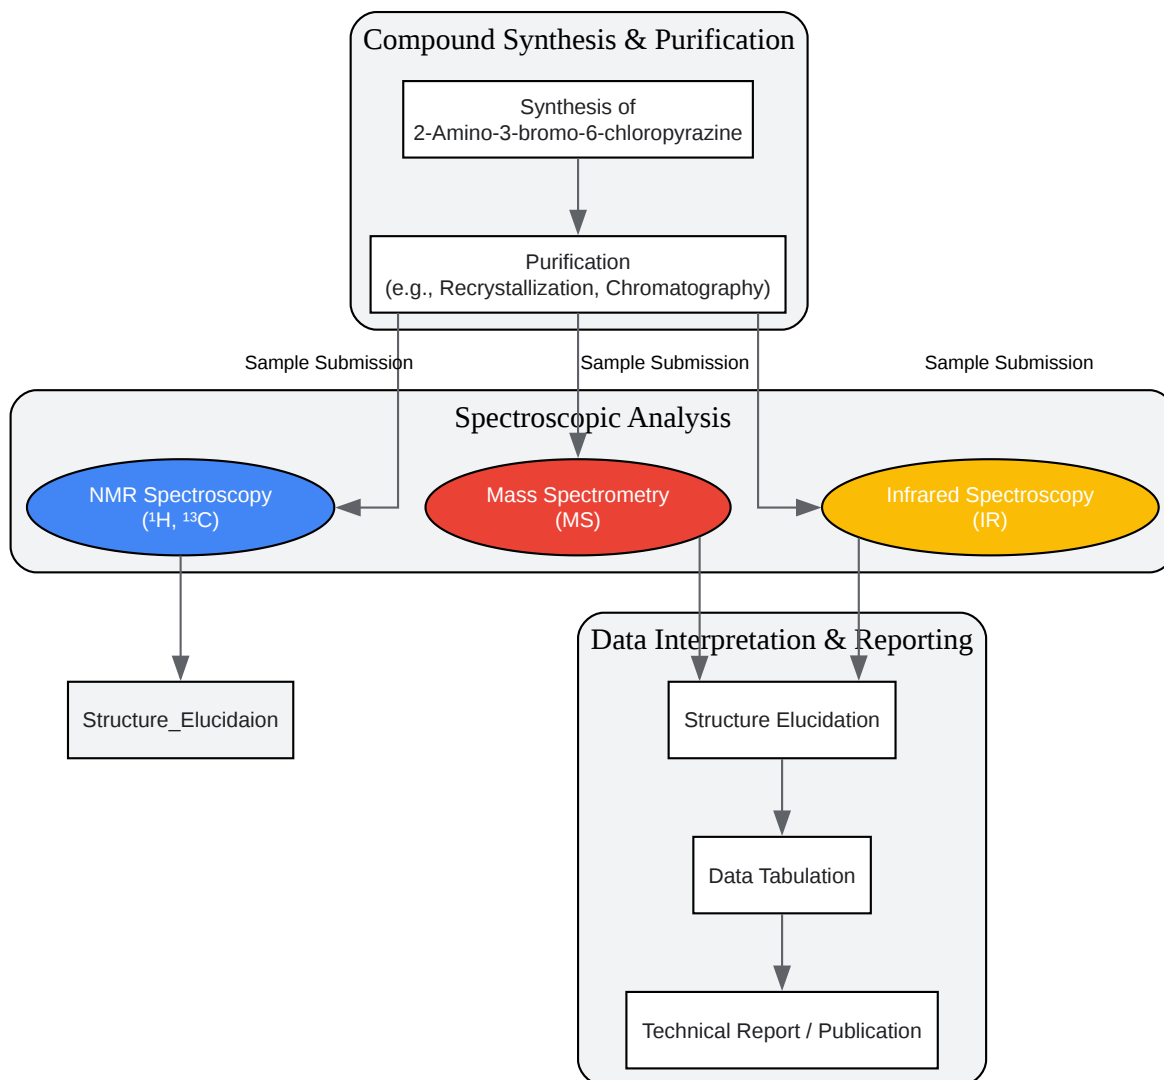 Compound Synthesis & Purification
Synthesis of
2-Amino-3-bromo-6-chloropyrazine
Purification
(e.g., Recrystallization, Chromatography)
Sample Submission
Sample Submission
Sample Submission
Spectroscopic Analysis
NMR Spectroscopy
(¹H, ¹³C)
Mass Spectrometry
(MS)
Infrared Spectroscopy
(IR)
Data Interpretation & Reporting
Structure_Elucidaion
Structure Elucidation
Data Tabulation
Technical Report / Publication